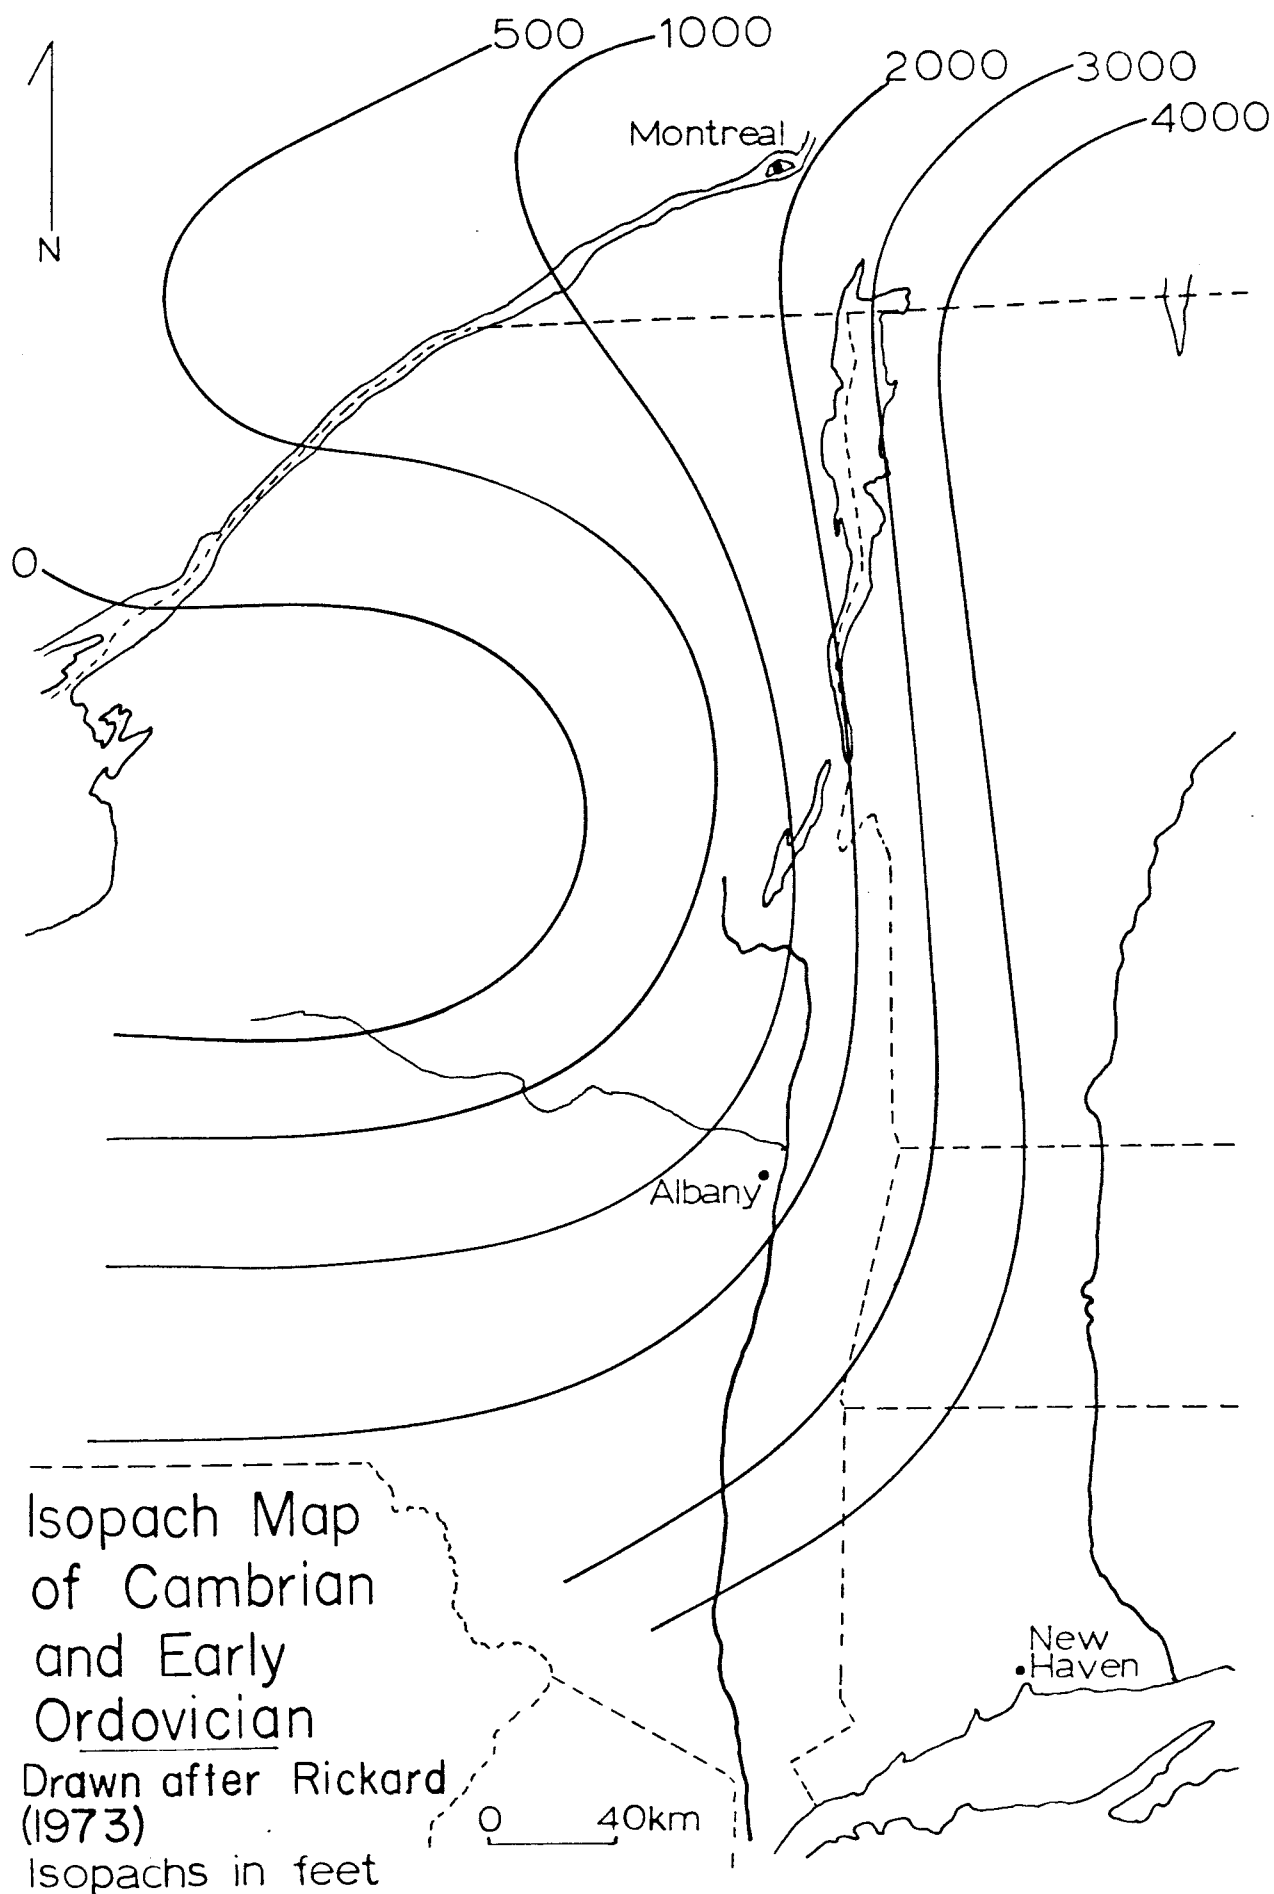 500
1000
2000
3000
4000
Montreal
N
0
Albany
Isopach Map
of Cambrian
and Early
Ordovician
Drawn after Rickard
(1973)
Isopachs in feet
0 40km
New
Haven